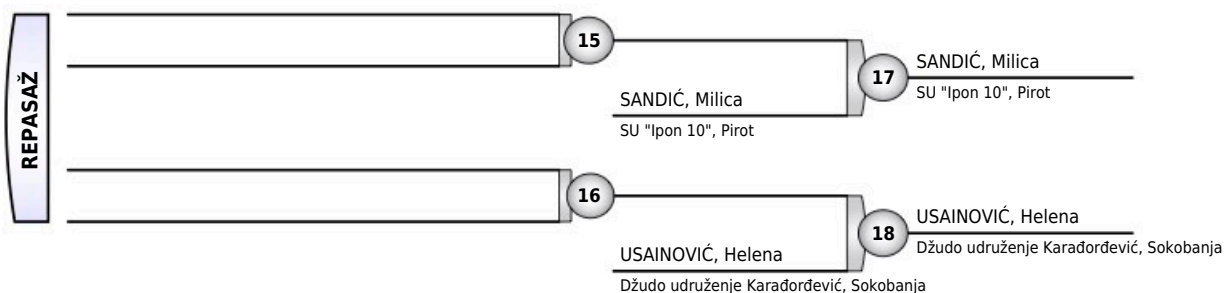 REPASAŽ
15
SANDIĆ, Milica
SU "Ipon 10", Pirot
17
SANDIĆ, Milica
SU "Ipon 10", Pirot
16
USAINOVIĆ, Helena
Džudo udruženje Karađorđević, Sokobanja
18
USAINOVIĆ, Helena
Džudo udruženje Karađorđević, Sokobanja